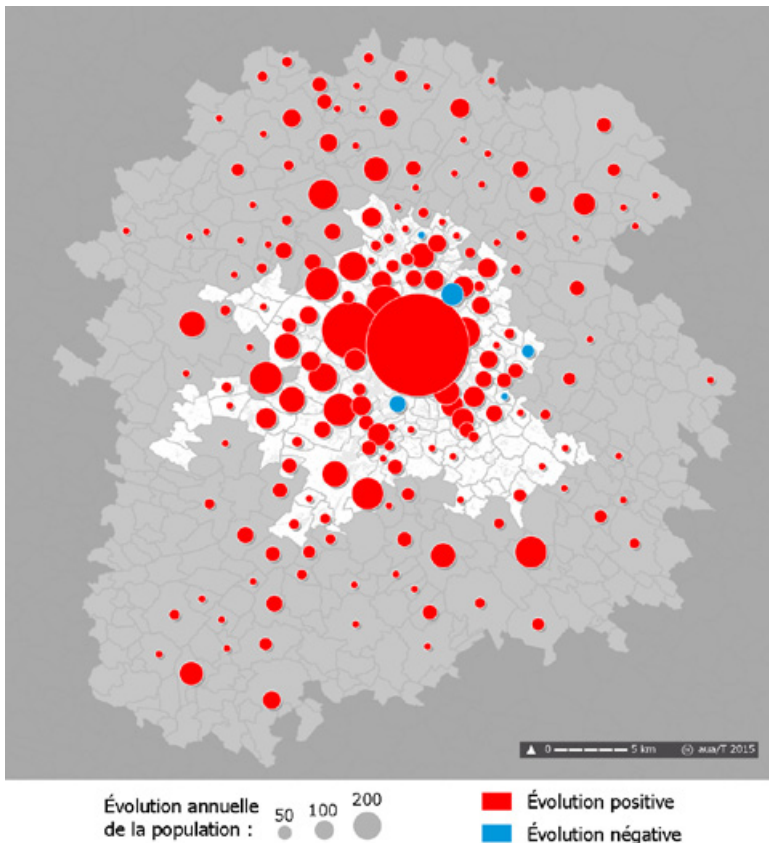 0 5 km aua/T 2015
Évolution annuelle
de la population :
50 100 200
Évolution positive
Évolution négative